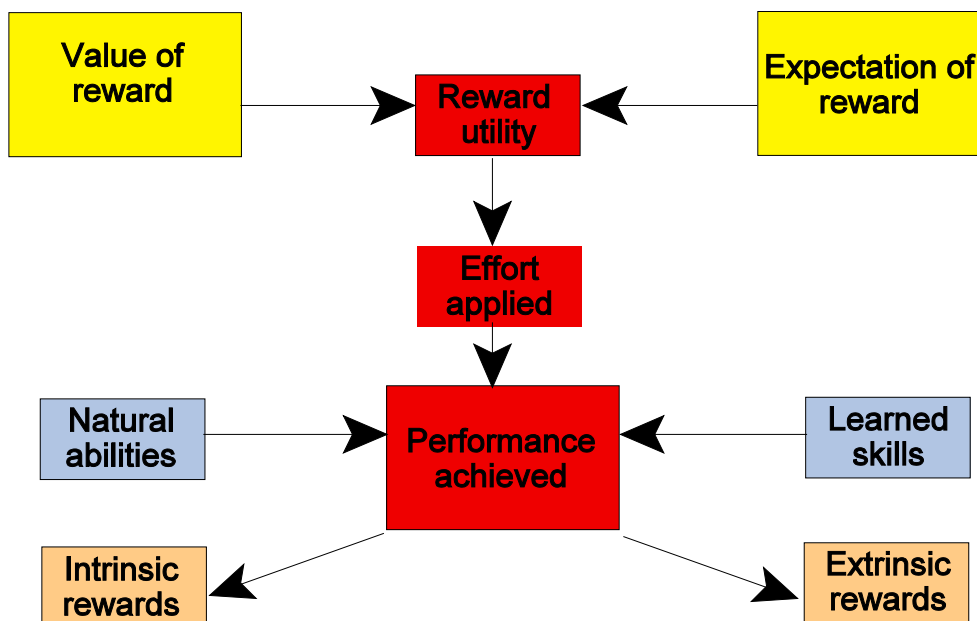 Value of
reward
Expectation of
reward
Reward
utility
Effort
applied
Natural
abilities
Performance
achieved
Learned
skills
Intrinsic
rewards
Extrinsic
rewards